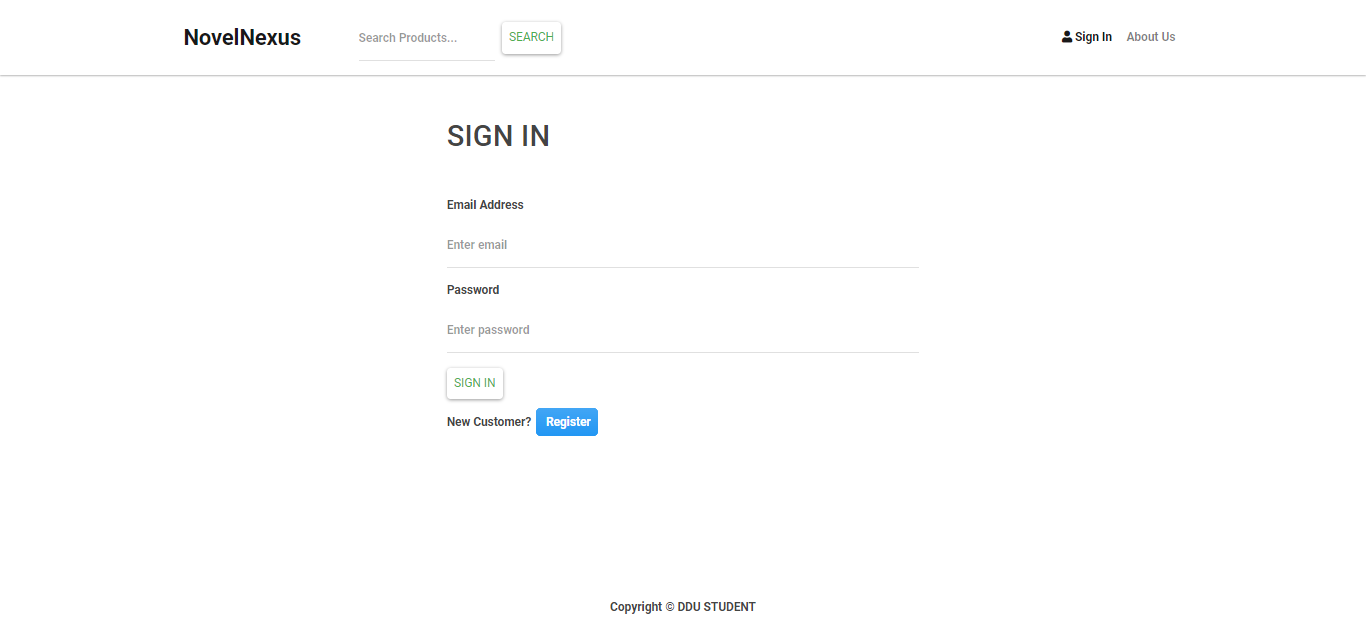 NovelNexus Search Products... SEARCH Sign In About Us
SIGN IN
Email Address
Enter email
Password
Enter password
SIGN IN
New Customer? Register
Copyright © DDU STUDENT